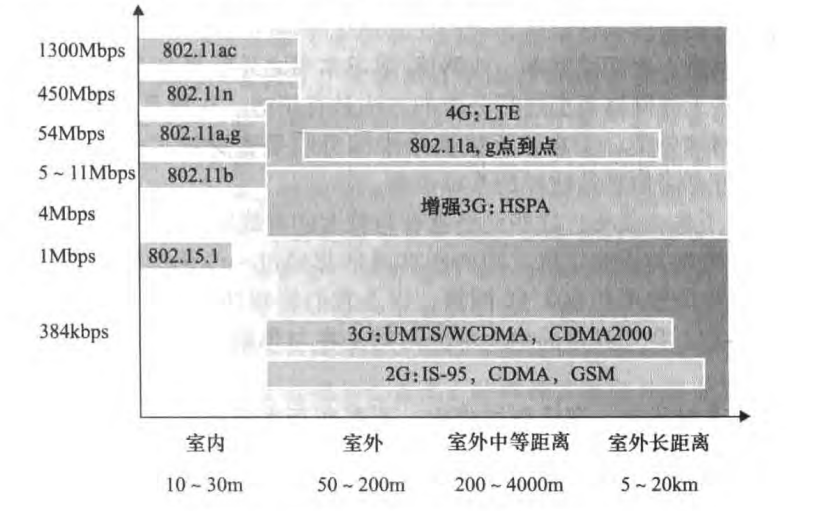 1300Mbps 802.11ac
450Mbps 802.11n
4G: LTE
54Mbps 802.11a,g 802.11a, g点到点
5 ~ 11Mbps 802.11b
增强3G: HSPA
4Mbps
1Mbps 802.15.1
384kbps 3G: UMTS/WCDMA, CDMA2000
2G: IS-95, CDMA, GSM
室内 室外 室外中等距离 室外长距离
10 ~ 30m 50 ~ 200m 200 ~ 4000m 5 ~ 20km